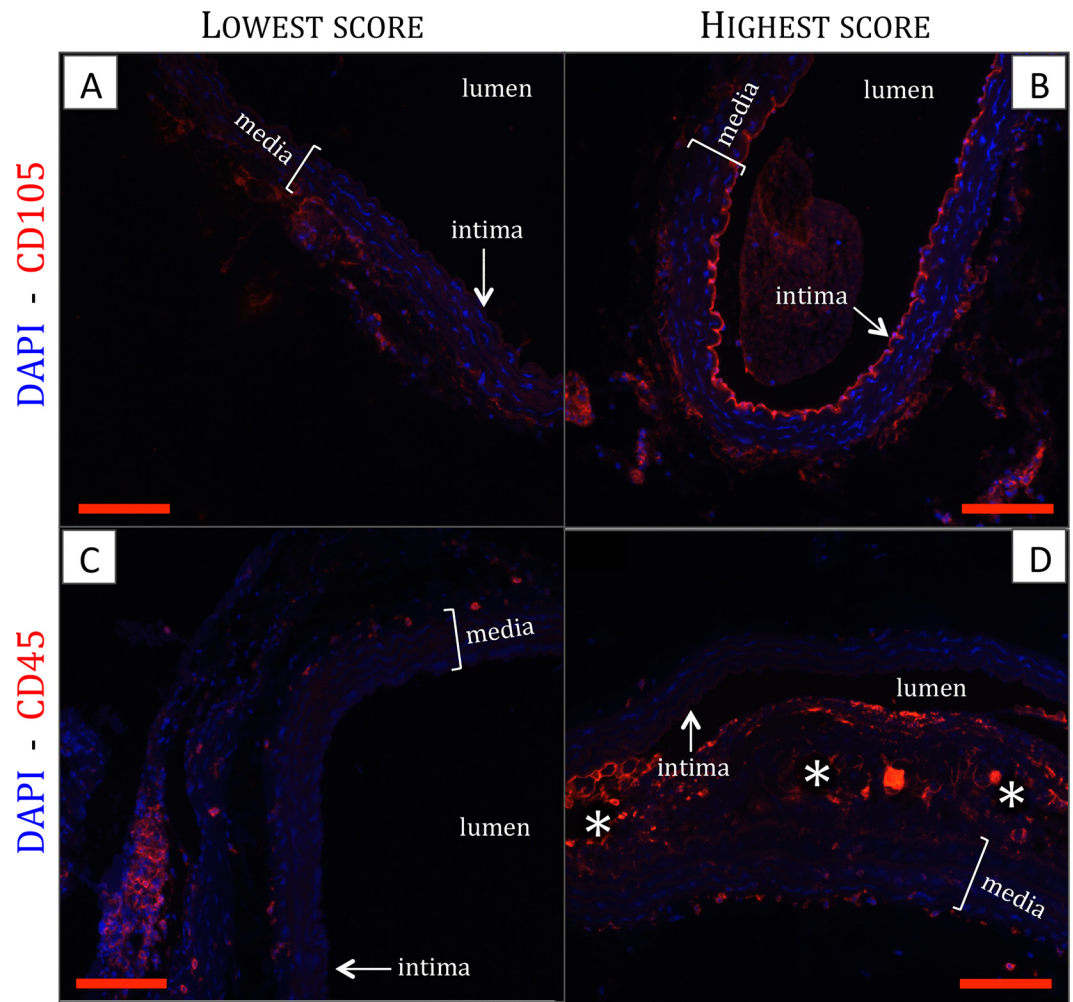 LOWEST SCORE
HIGHEST SCORE
DAPI - CD105
A
lumen
media
intima
B
lumen
media
intima
DAPI - CD45
C
media
lumen
intima
D
lumen
intima
*
*
*
media